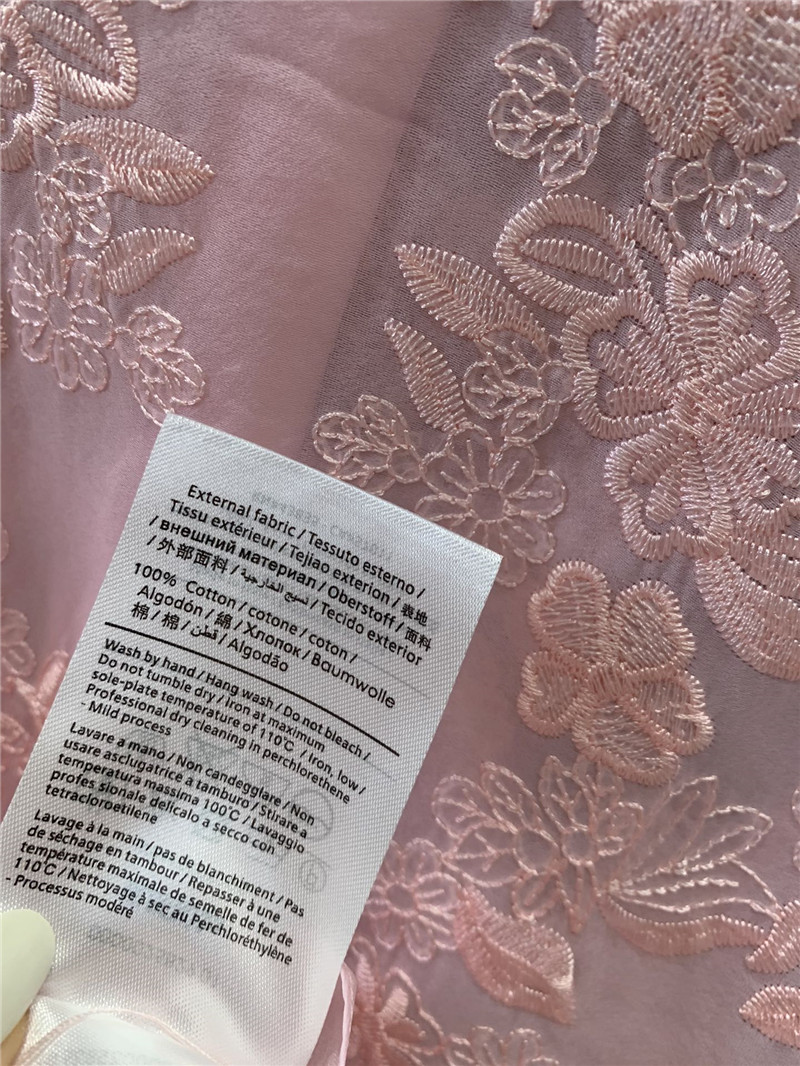 External fabric / Tessuto esterno /
Tissu extérieur / Tejiao exterion / 表地
/ внешний материал / Oberstoff / 面料
/ 外部面料 / نسيج الخارجية / Tecido exterior
100% Cotton / cotone / coton /
Algodón / 綿 / Хлопок / Baumwolle
棉 / 棉 / قطن / Algodão
Wash by hand / Hang wash / Do not bleach /
Do not tumble dry / Iron at maximum
sole-plate temperature of 110℃ / Iron, low /
Professional dry cleaning in perchlorethene
- Mild process
Lavare a mano / Non candeggiare / Non
usare asclugatrice a tamburo / Stirare a
temperatura massima 100℃ / Lavaggio
profes sionale delicalo a secco con
tetracloroetilene
Lavage à la main / pas de blanchiment / Pas
de séchage en tambour / Repasser à une
température maximale de semelle de fer de
110℃ / Nettoyage à sec au Perchloréthylène
- Processus modéré